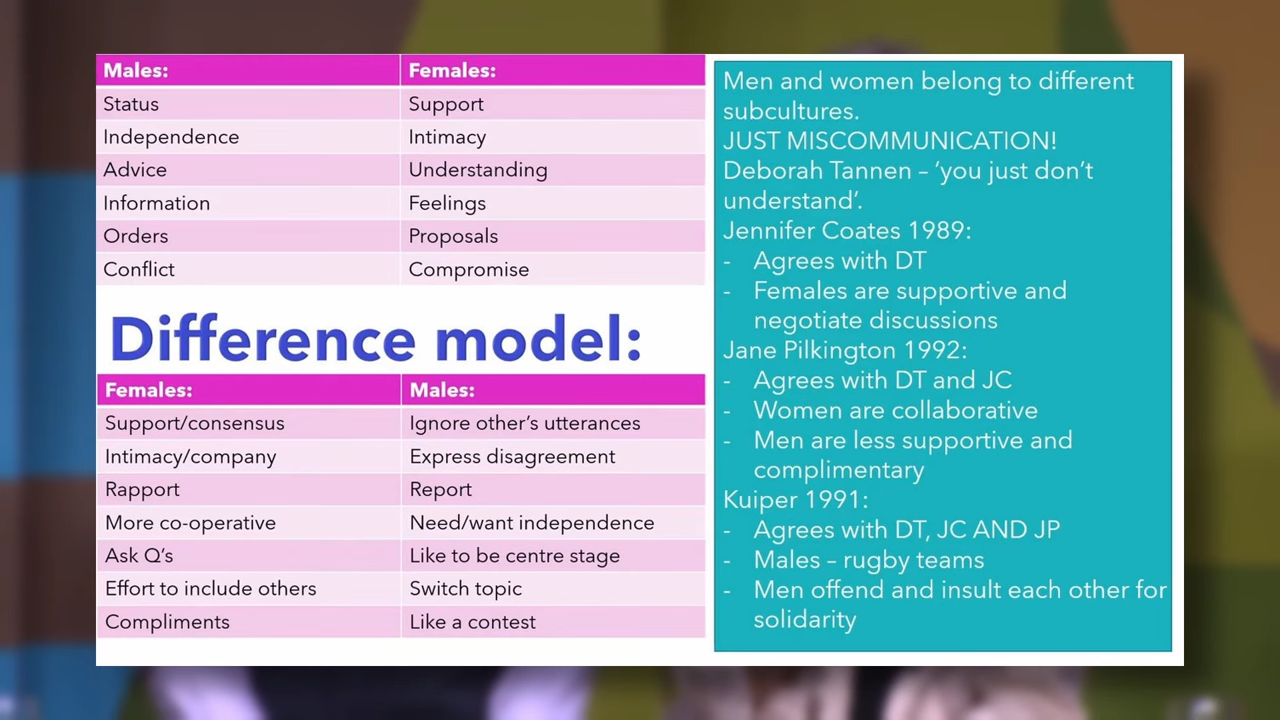 Males: Females:
Status Support
Independence Intimacy
Advice Understanding
Information Feelings
Orders Proposals
Conflict Compromise
Difference model:
Females: Males:
Support/consensus Ignore other's utterances
Intimacy/company Express disagreement
Rapport Report
More co-operative Need/want independence
Ask Q's Like to be centre stage
Effort to include others Switch topic
Compliments Like a contest
Men and women belong to different
subcultures.
JUST MISCOMMUNICATION!
Deborah Tannen – 'you just don't
understand'.
Jennifer Coates 1989:
- Agrees with DT
- Females are supportive and
negotiate discussions
Jane Pilkington 1992:
- Agrees with DT and JC
- Women are collaborative
- Men are less supportive and
complimentary
Kuiper 1991:
- Agrees with DT, JC AND JP
- Males – rugby teams
- Men offend and insult each other for
solidarity